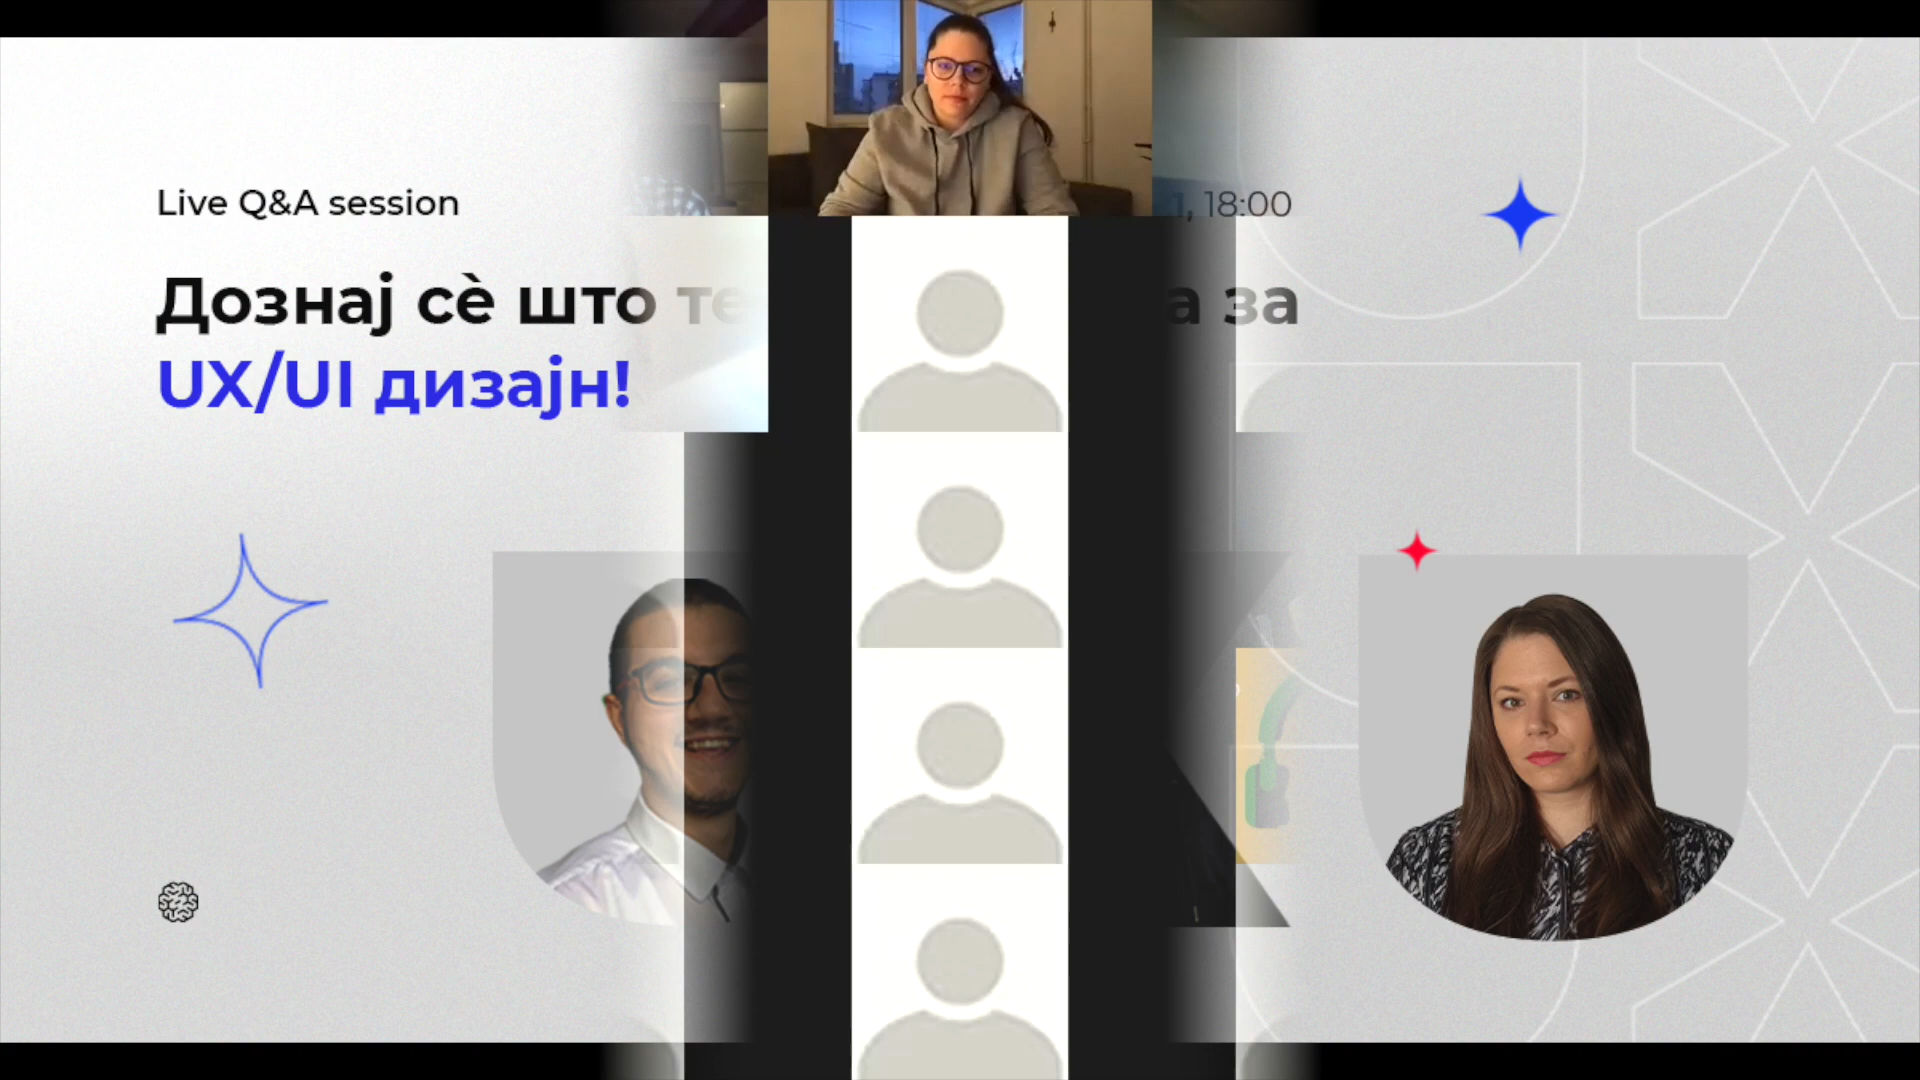 Live Q&A session
18:00
Дознај сѐ што
за
UX/UI дизајн!